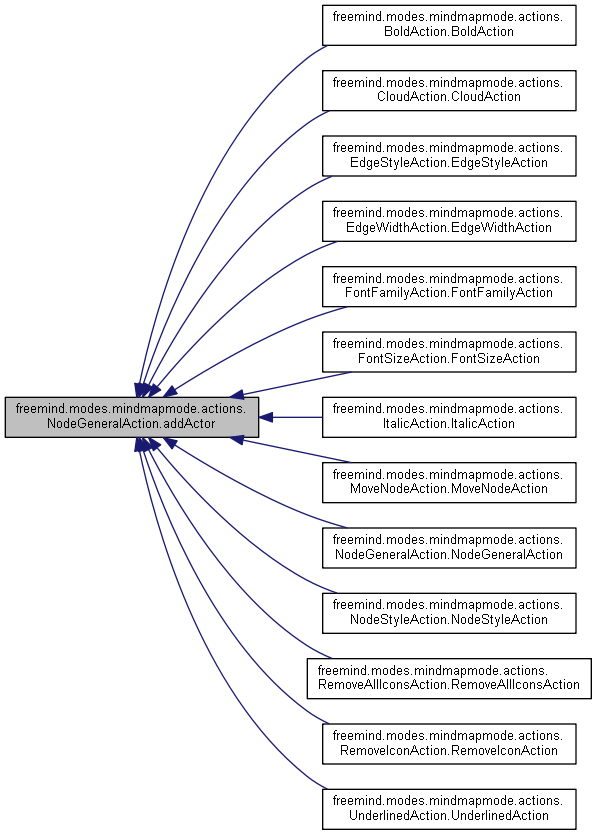 freemind.modes.mindmapmode.actions.
BoldAction.BoldAction
freemind.modes.mindmapmode.actions.
CloudAction.CloudAction
freemind.modes.mindmapmode.actions.
EdgeStyleAction.EdgeStyleAction
freemind.modes.mindmapmode.actions.
EdgeWidthAction.EdgeWidthAction
freemind.modes.mindmapmode.actions.
FontFamilyAction.FontFamilyAction
freemind.modes.mindmapmode.actions.
FontSizeAction.FontSizeAction
freemind.modes.mindmapmode.actions.
NodeGeneralAction.addActor
freemind.modes.mindmapmode.actions.
ItalicAction.ItalicAction
freemind.modes.mindmapmode.actions.
MoveNodeAction.MoveNodeAction
freemind.modes.mindmapmode.actions.
NodeGeneralAction.NodeGeneralAction
freemind.modes.mindmapmode.actions.
NodeStyleAction.NodeStyleAction
freemind.modes.mindmapmode.actions.
RemoveAllIconsAction.RemoveAllIconsAction
freemind.modes.mindmapmode.actions.
RemoveIconAction.RemoveIconAction
freemind.modes.mindmapmode.actions.
UnderlinedAction.UnderlinedAction